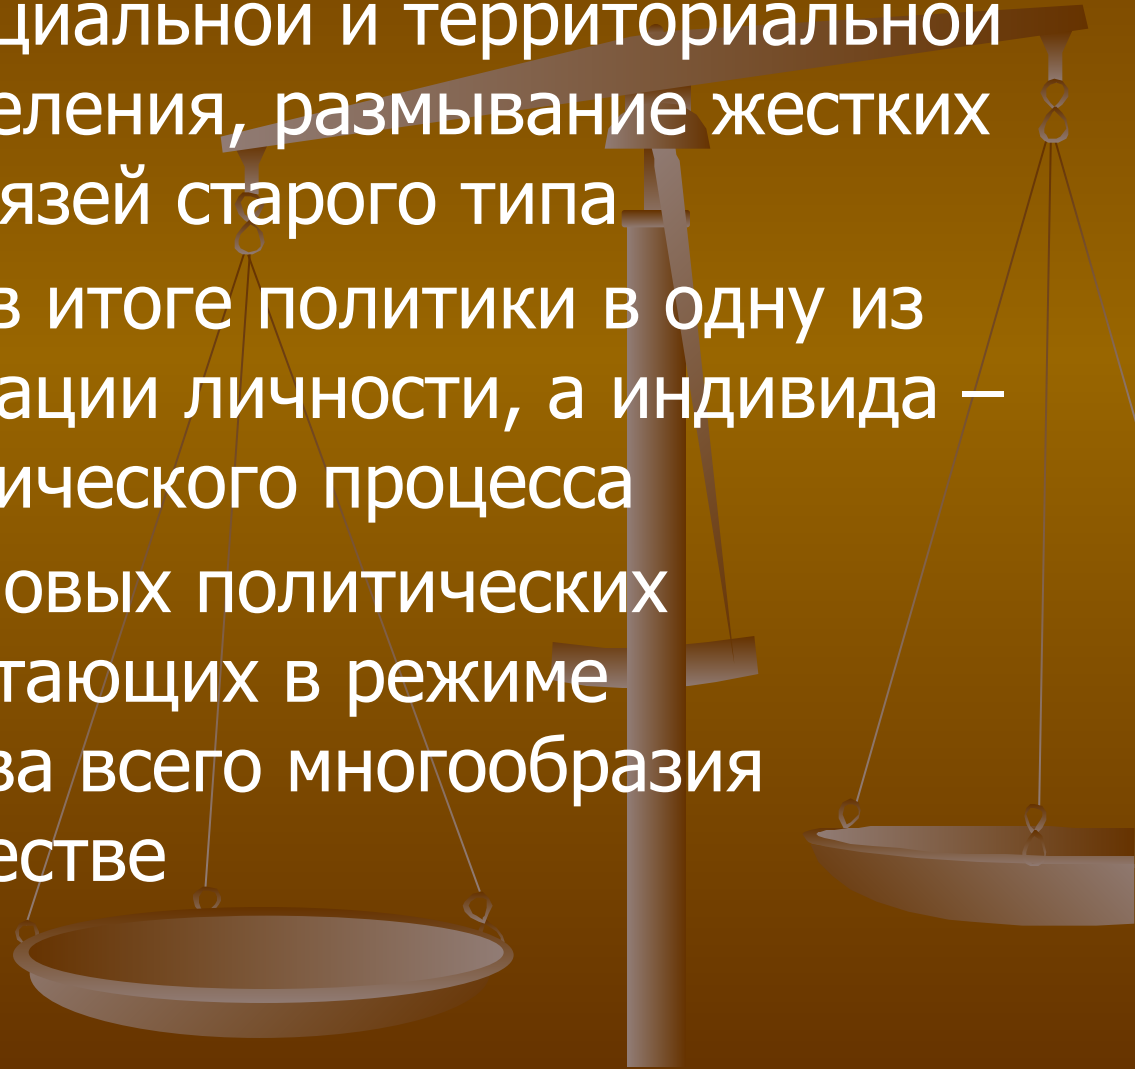 циальной и территориальной
еления, размывание жестких
язей старого типа
в итоге политики в одну из
ации личности, а индивида –
ического процесса
овых политических
тающих в режиме
ва всего многообразия
естве